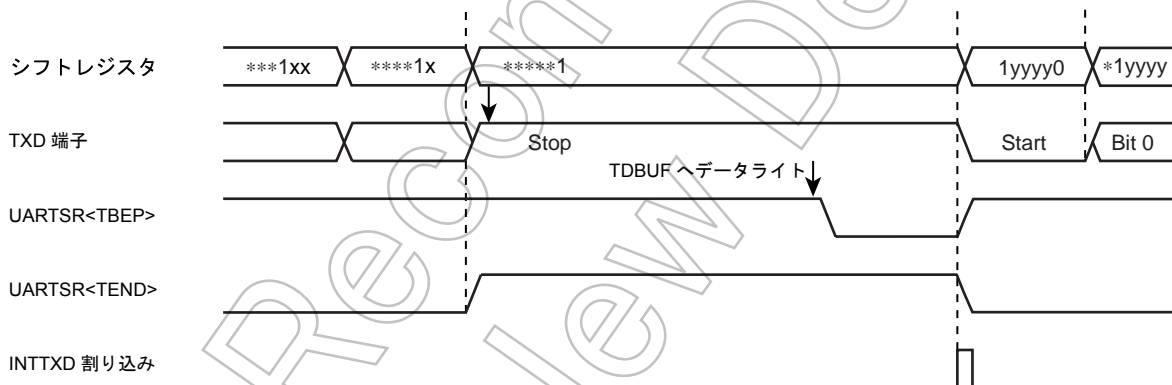 シフトレジスタ ***1xx ****1x *****1 1yyyy0 *1yyyy
TXD 端子 Stop Start Bit 0
TDBUF へデータライト
UARTSR<TBEP>
UARTSR<TEND>
INTTXD 割り込み